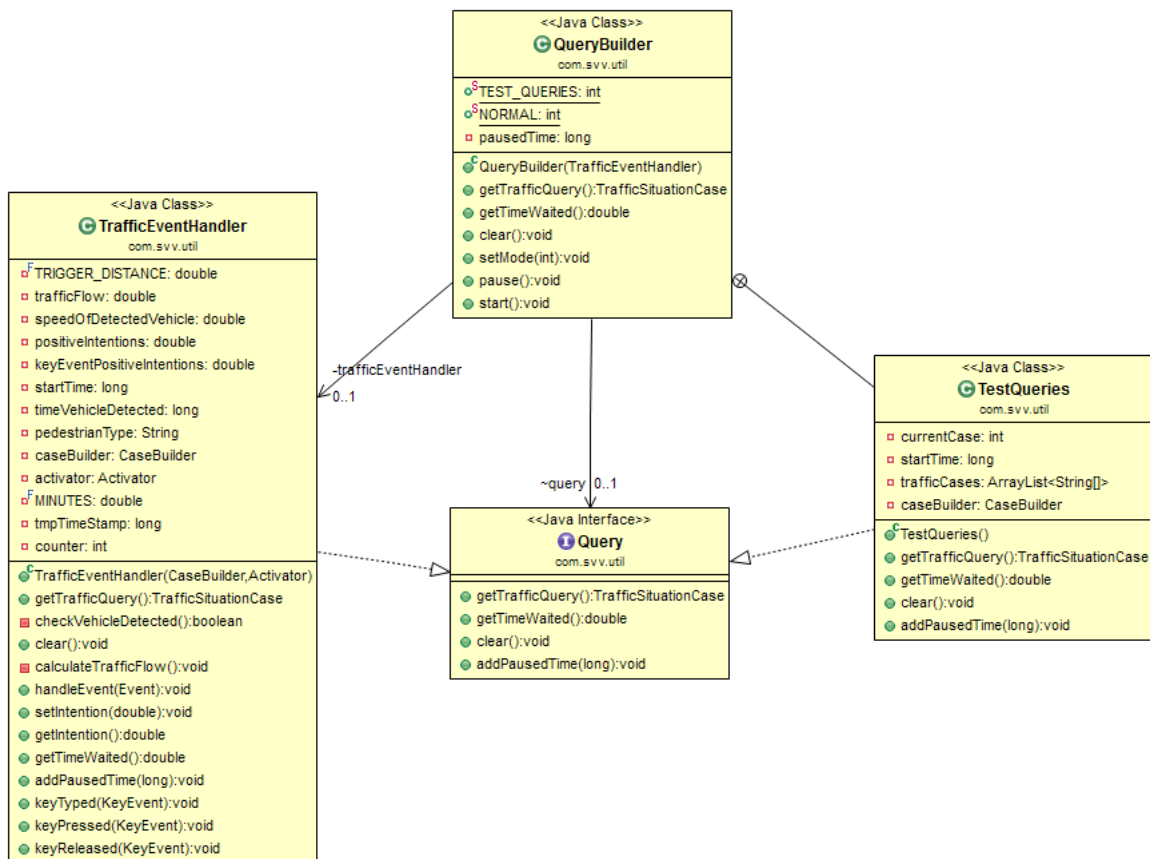 <<Java Class>>
C QueryBuilder
com.svv.util
S TEST_QUERIES: int
S NORMAL: int
pausedTime: long
C QueryBuilder(TrafficEventHandler)
getTrafficQuery():TrafficSituationCase
getTimeWaited():double
clear():void
setMode(int):void
pause():void
start():void
<<Java Class>>
C TrafficEventHandler
com.svv.util
F TRIGGER_DISTANCE: double
trafficFlow: double
speedOfDetectedVehicle: double
positiveIntentions: double
keyEventPositiveIntentions: double
startTime: long
timeVehicleDetected: long
pedestrianType: String
caseBuilder: CaseBuilder
activator: Activator
F MINUTES: double
tmpTimeStamp: long
counter: int
C TrafficEventHandler(CaseBuilder,Activator)
getTrafficQuery():TrafficSituationCase
checkVehicleDetected():boolean
clear():void
calculateTrafficFlow():void
handleEvent(Event):void
setIntention(double):void
getIntention():double
getTimeWaited():double
addPausedTime(long):void
keyTyped(KeyEvent):void
keyPressed(KeyEvent):void
keyReleased(KeyEvent):void
-trafficEventHandler
0..1
~query 0..1
<<Java Interface>>
I Query
com.svv.util
getTrafficQuery():TrafficSituationCase
getTimeWaited():double
clear():void
addPausedTime(long):void
<<Java Class>>
C TestQueries
com.svv.util
currentCase: int
startTime: long
trafficCases: ArrayList<String[]>
caseBuilder: CaseBuilder
C TestQueries()
getTrafficQuery():TrafficSituationCase
getTimeWaited():double
clear():void
addPausedTime(long):void